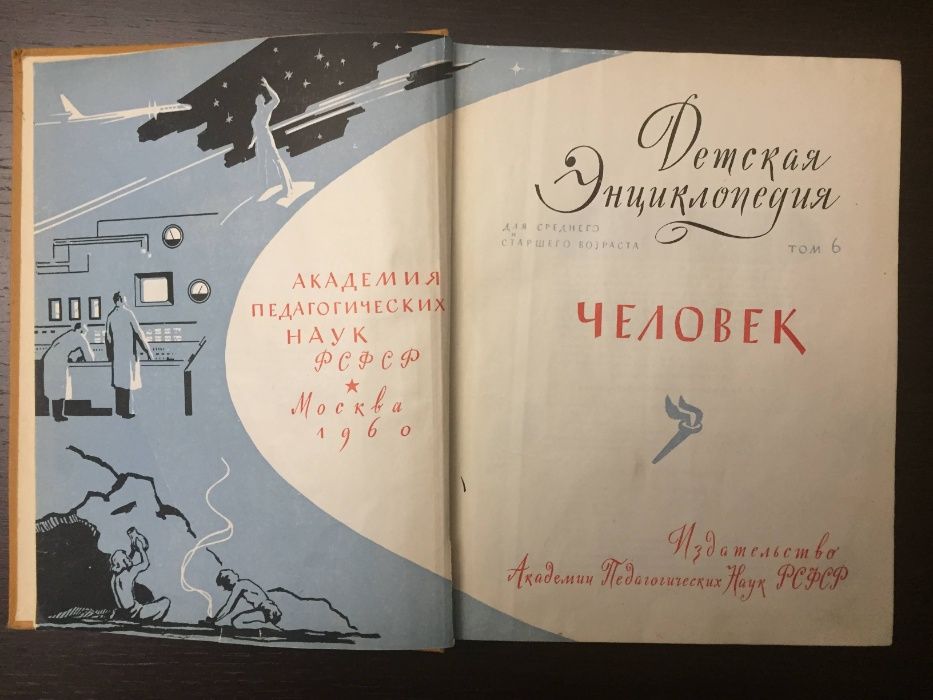 АКАДЕМИЯ
ПЕДАГОГИЧЕСКИХ
НАУК
РСФСР
Москва
1960
Детская
Энциклопедия
ДЛЯ СРЕДНЕГО
И
СТАРШЕГО ВОЗРАСТА
ТОМ 6
ЧЕЛОВЕК
Издательство
Академии Педагогических Наук РСФСР